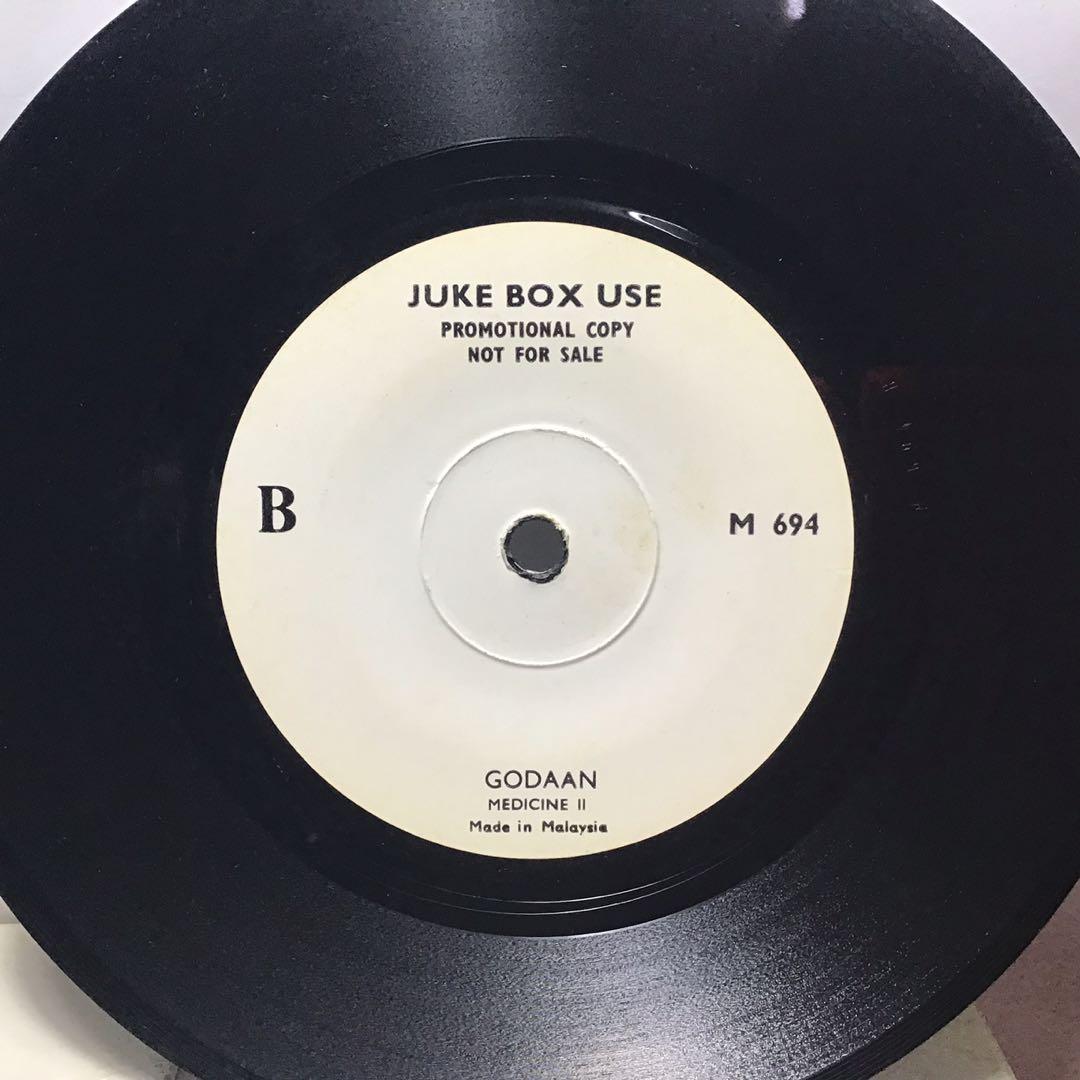 JUKE BOX USE
PROMOTIONAL COPY
NOT FOR SALE
B
M 694
GODAAN
MEDICINE II
Made in Malaysia